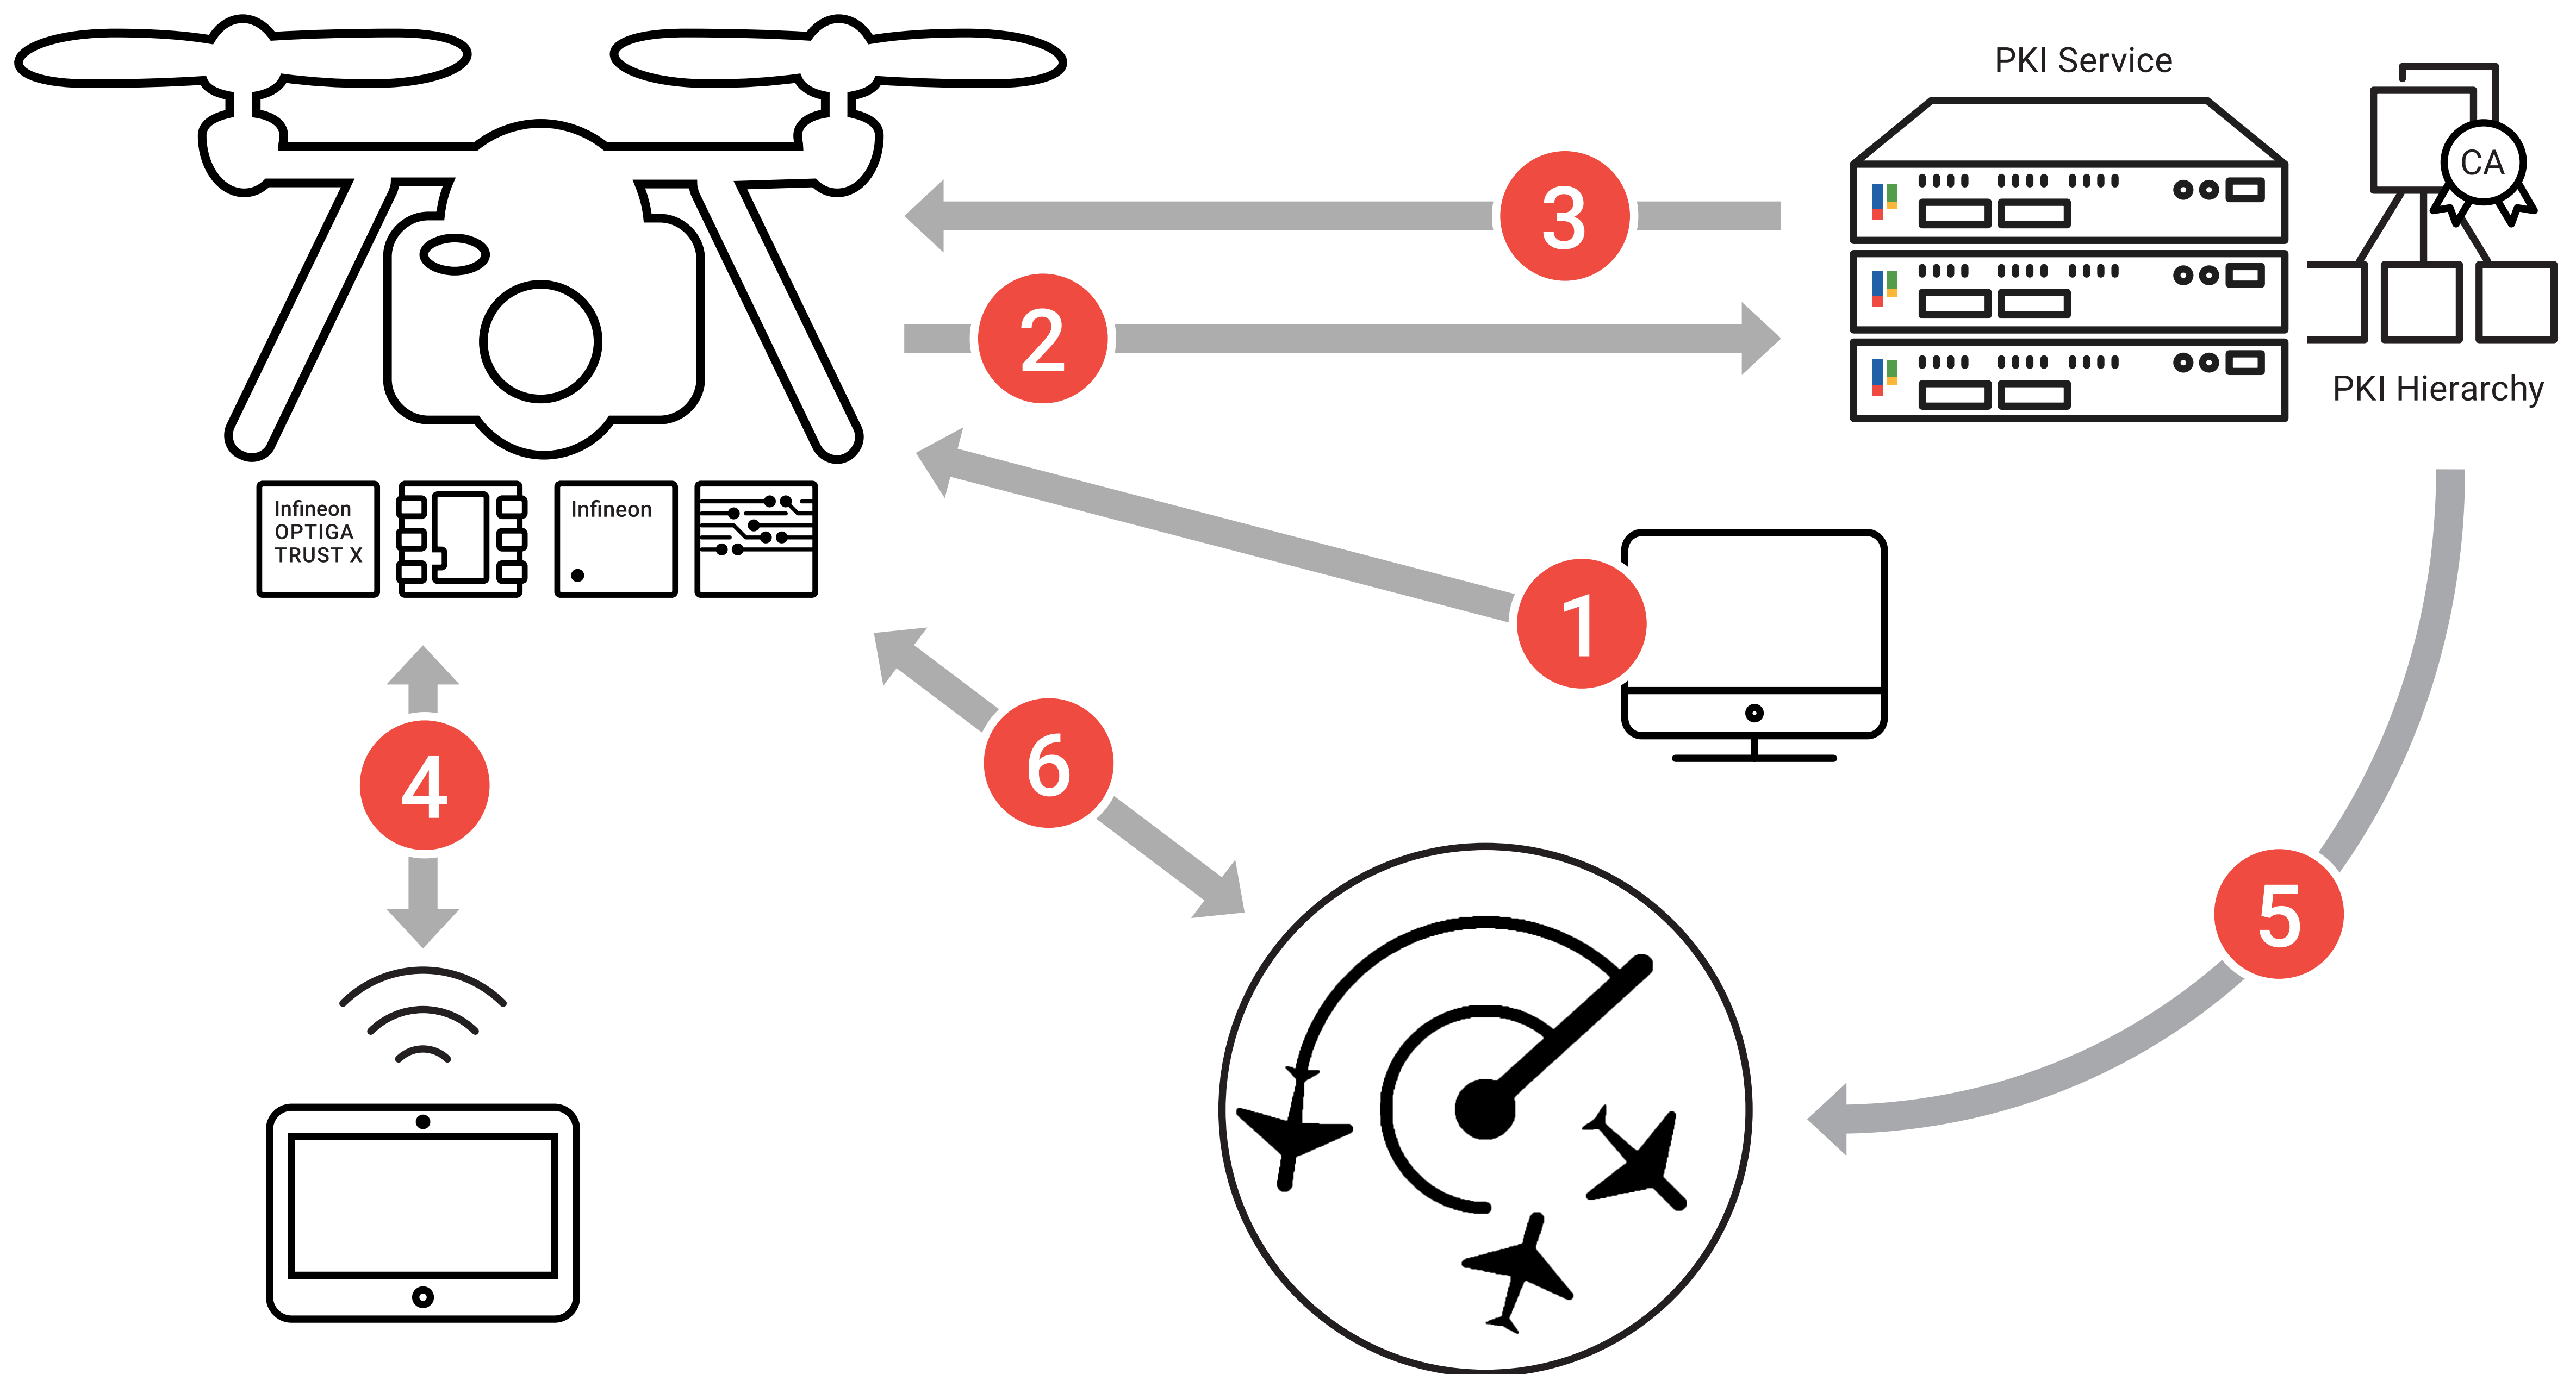 PKI Service
CA
3
2
PKI Hierarchy
Infineon
OPTIGA
TRUST X
Infineon
1
6
4
5